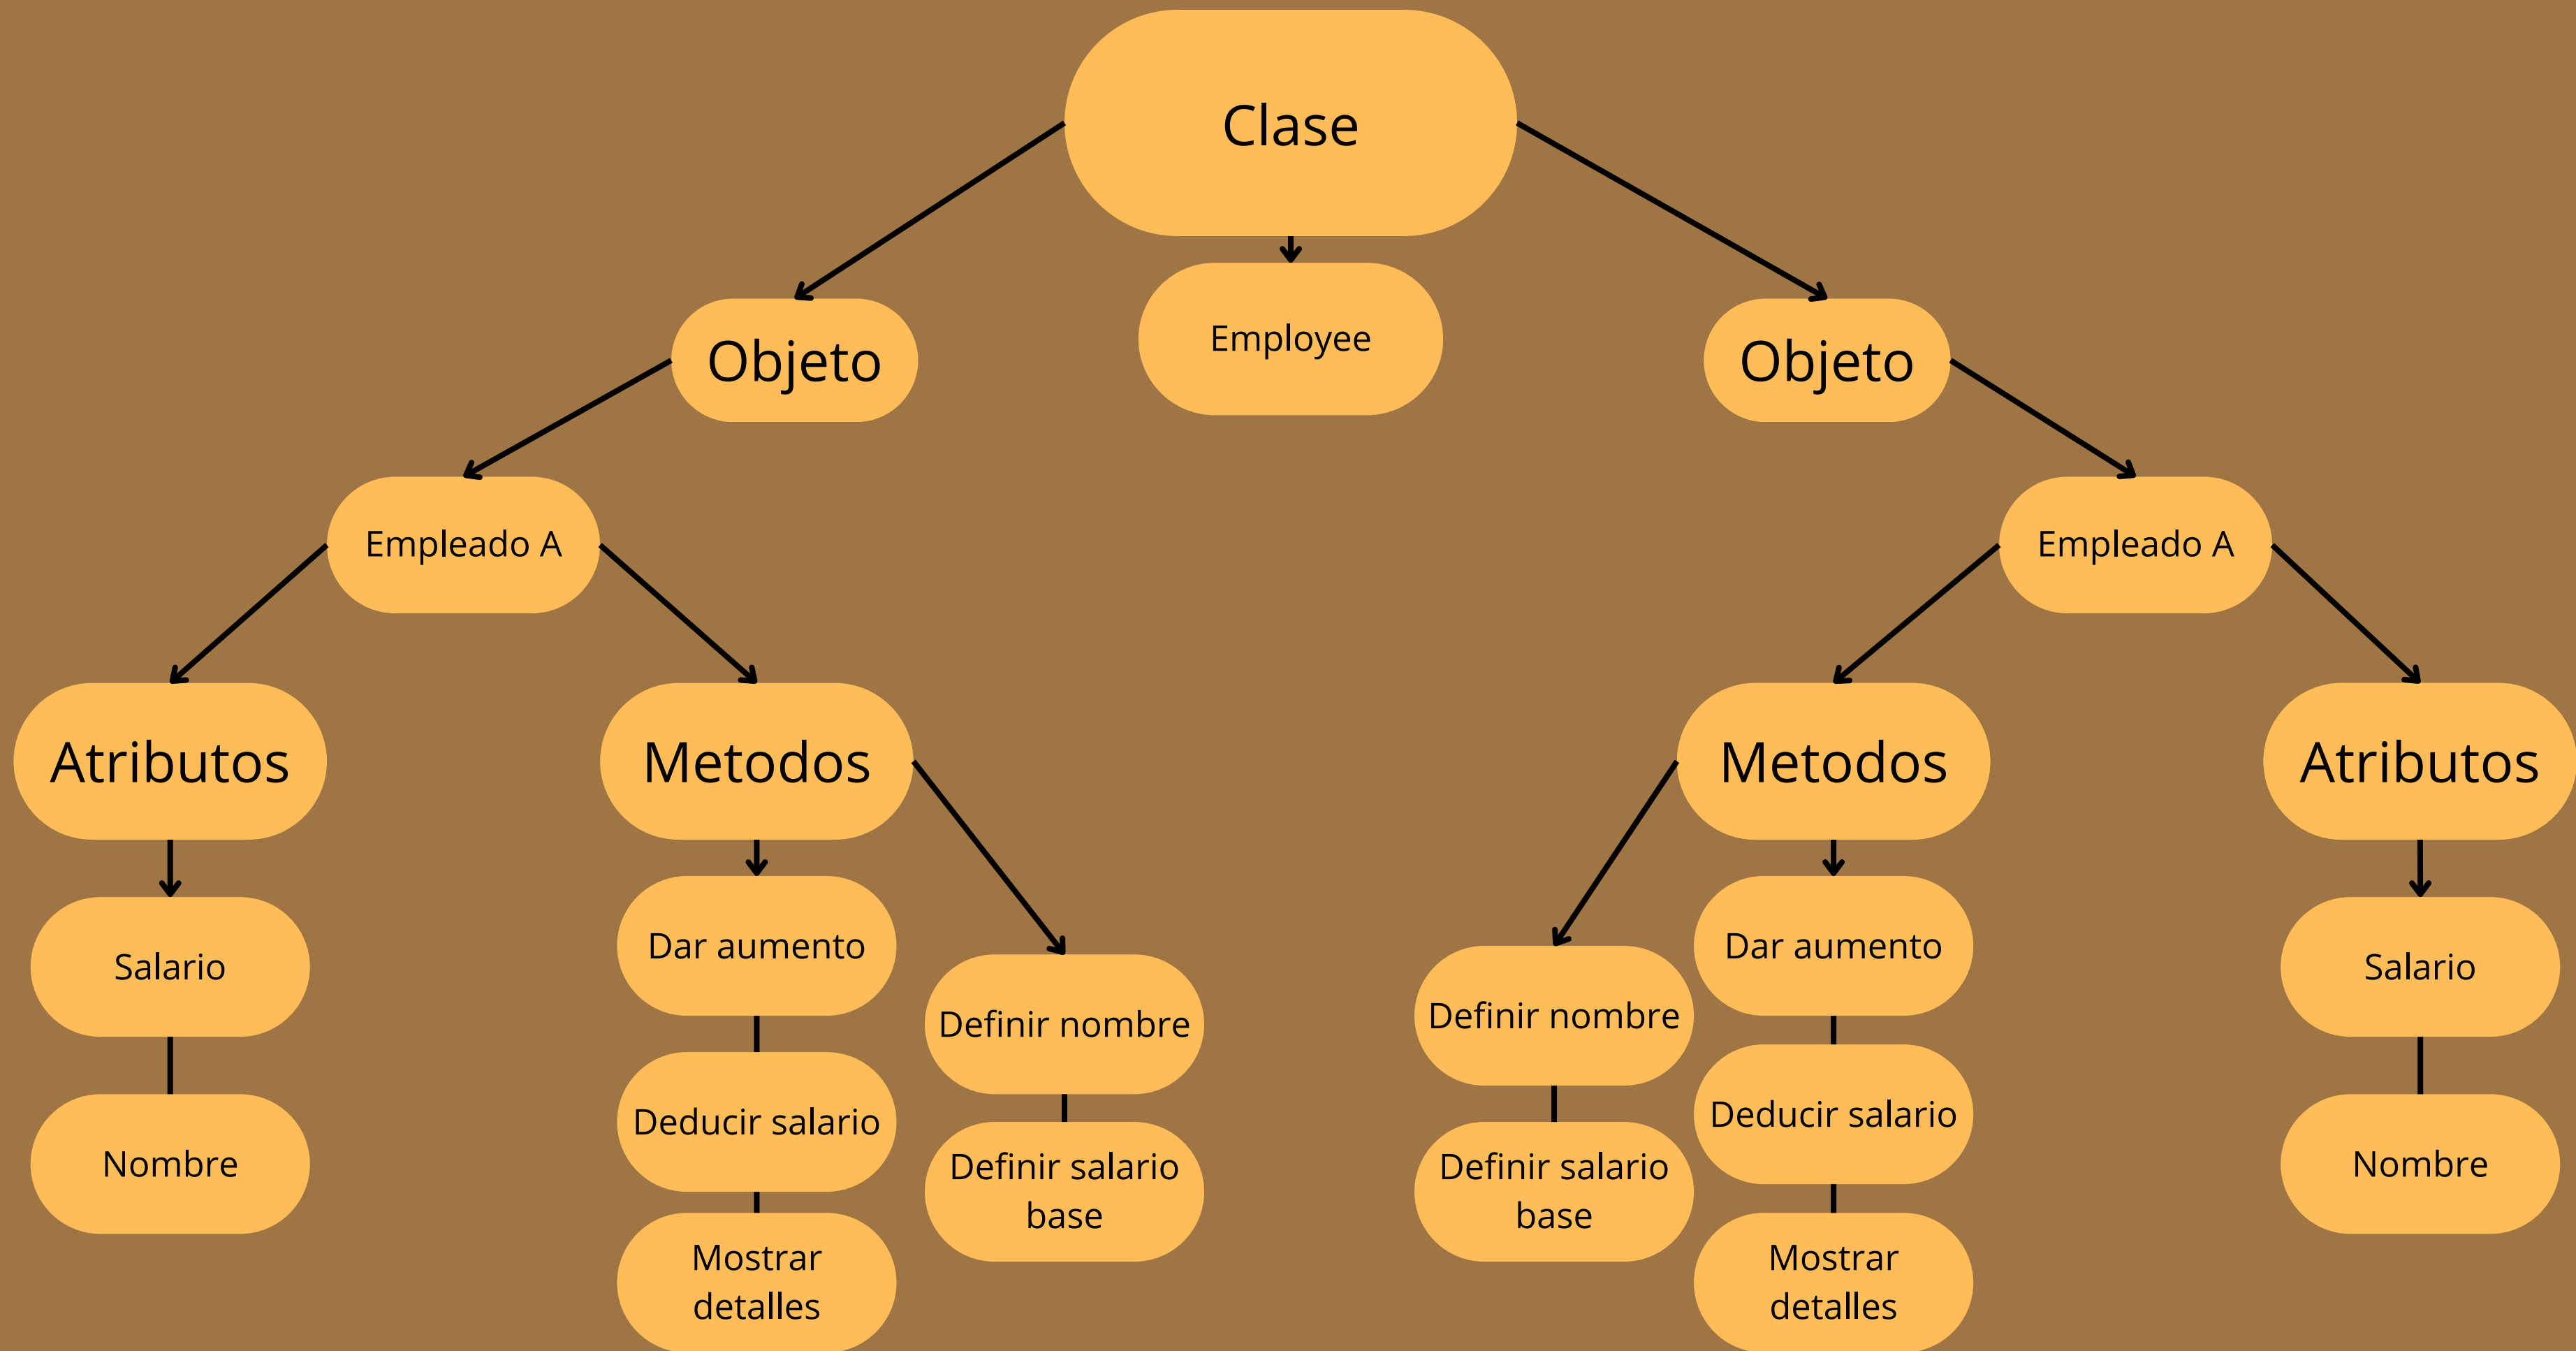 Clase
Employee
Objeto
Objeto
Empleado A
Empleado A
Atributos
Metodos
Metodos
Atributos
Salario
Nombre
Dar aumento
Deducir salario
Mostrar
detalles
Definir nombre
Definir salario
base
Definir nombre
Definir salario
base
Dar aumento
Deducir salario
Mostrar
detalles
Salario
Nombre